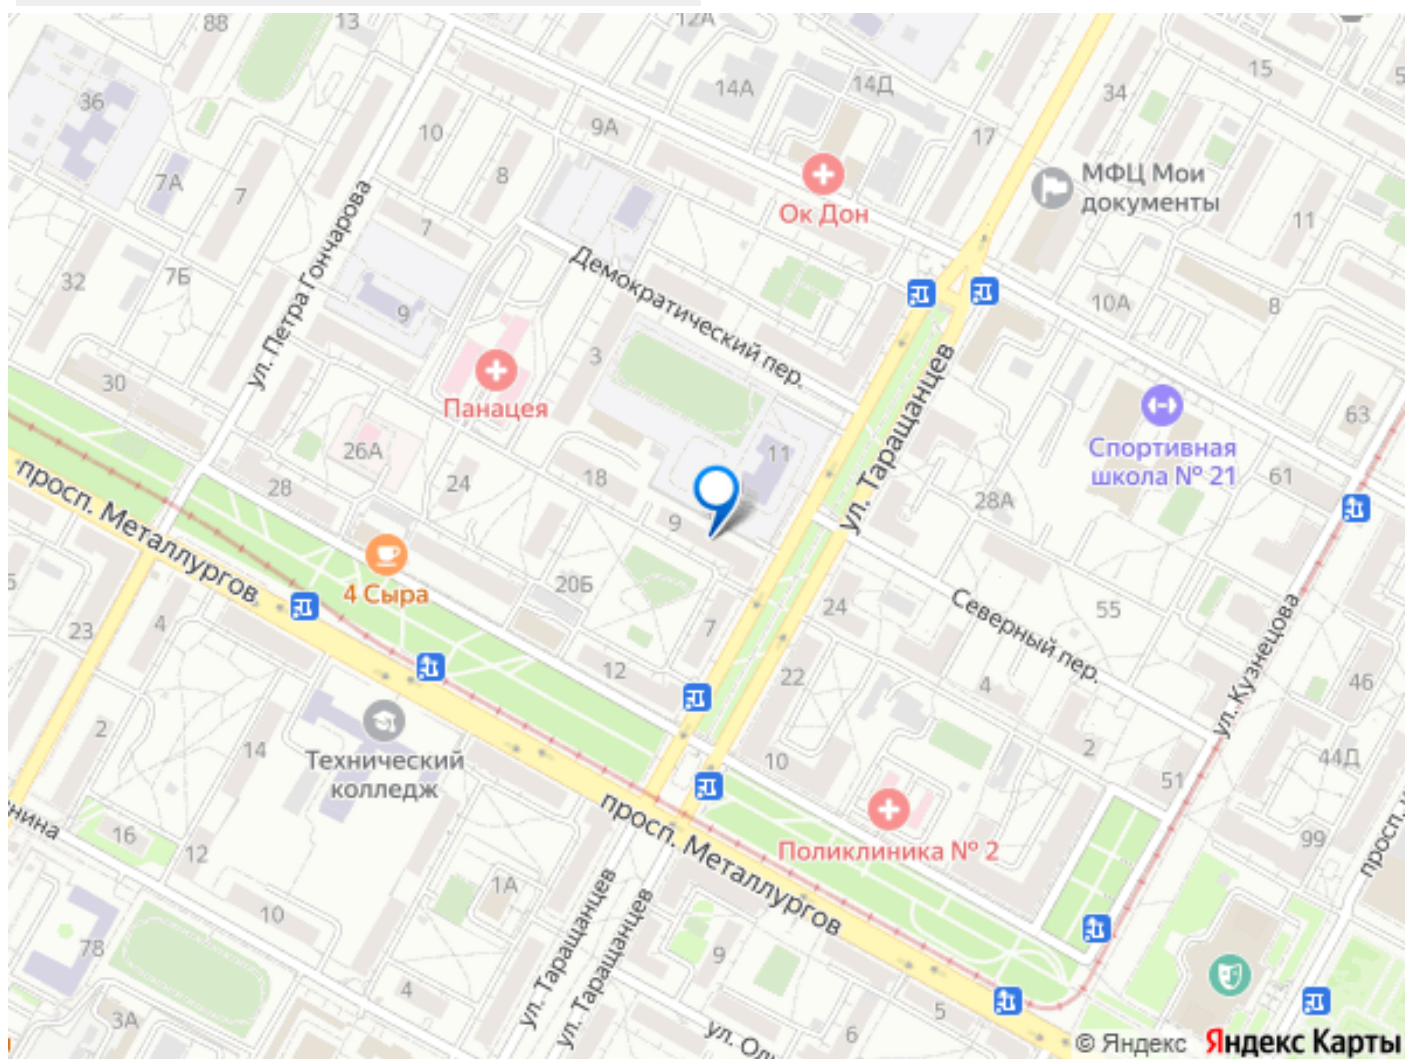 88
13
12А
36
14А
14Д
34
15
10
9А
17
8
7А
7
МФЦ Мои
документы
Ок Дон
11
7
ул. Петра Гончарова
Демократический пер.
32
7Б
9
10А
8
3
30
Панацея
ул. Таращанцев
63
26А
11
Спортивная
школа № 21
61
24
18
28
28А
9
просп. Металлургов
4 Сыра
20Б
24
Северный пер.
55
23
4
7
12
22
4
ул. Кузнецова
46
2
14
Технический
колледж
10
2
51
44Д
16
12
просп. Металлургов
Поликлиника № 2
99
1А
10
78
ул. Таращанцев
ул. Таращанцев
9
4
5
3А
6
© Яндекс
Яндекс Карты